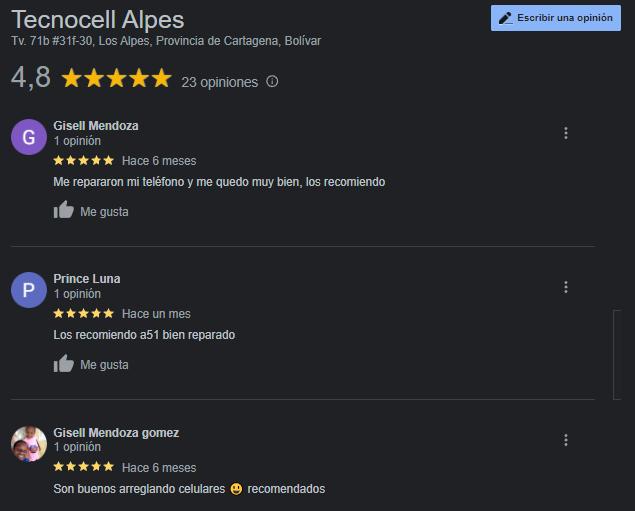 Tecnocell Alpes
Escribir una opinión
Tv. 71b #31f-30, Los Alpes, Provincia de Cartagena, Bolívar
4,8
23 opiniones
G
Gisell Mendoza
1 opinión
Hace 6 meses
Me repararon mi teléfono y me quedo muy bien, los recomiendo
Me gusta
P
Prince Luna
1 opinión
Hace un mes
Los recomiendo a51 bien reparado
Me gusta
Gisell Mendoza gomez
1 opinión
Hace 6 meses
Son buenos arreglando celulares 😃 recomendados